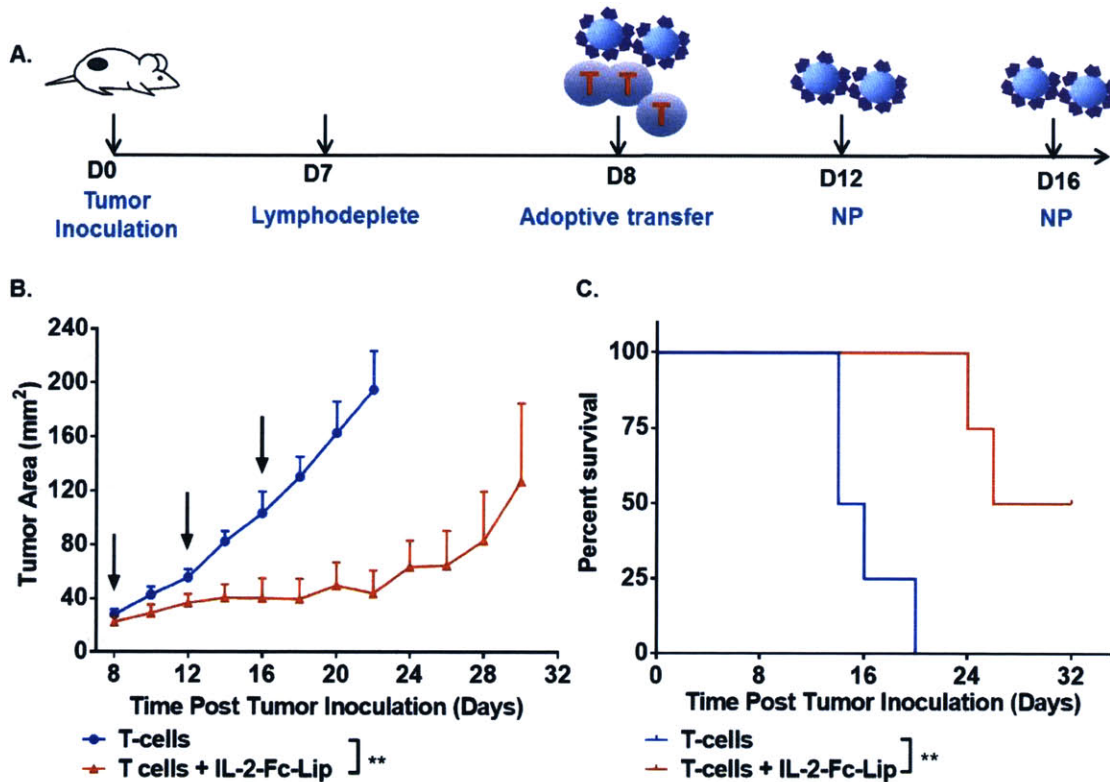 A.
T T
T
D0 D7 D8 D12 D16
Tumor Lymphodeplete Adoptive transfer NP NP
Inoculation
B.
240
200
160
120
80
40
0
Tumor Area (mm²)
8 12 16 20 24 28 32
Time Post Tumor Inoculation (Days)
T-cells
T cells + IL-2-Fc-Lip
**
C.
100
75
50
25
0
Percent survival
0 8 16 24 32
Time Post Tumor Inoculation (Days)
T-cells
T-cells + IL-2-Fc-Lip
**